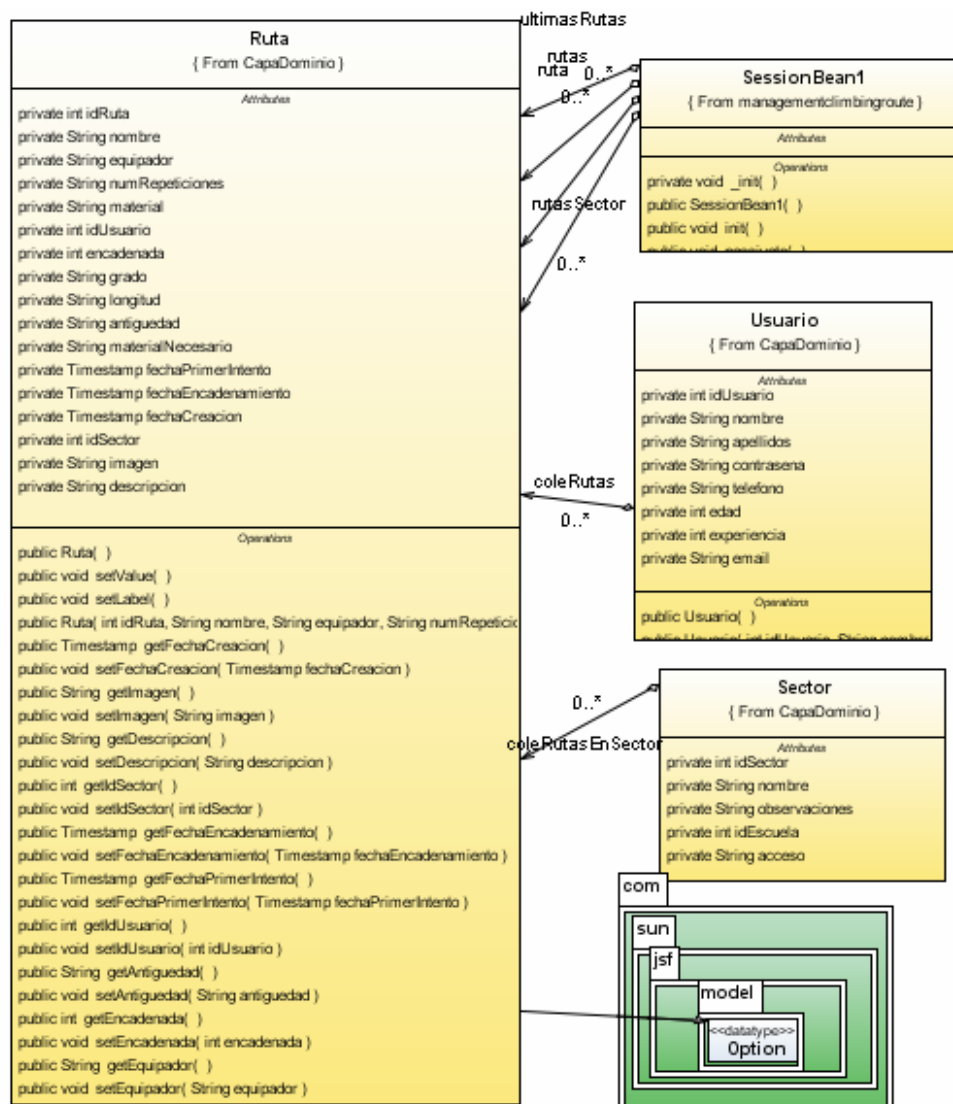 Ruta
{ From CapaDominio }
Attributes
private int idRuta
private String nombre
private String equipador
private String numRepeticiones
private String material
private int idUsuario
private int encadenada
private String grado
private String longitud
private String antiguedad
private String materialNecesario
private Timestamp fechaPrimerIntento
private Timestamp fechaEncadenamiento
private Timestamp fechaCreacion
private int idSector
private String imagen
private String descripcion
Operations
public Ruta( )
public void setValue( )
public void setLabel( )
public Ruta( int idRuta, String nombre, String equipador, String numRepeticio
public Timestamp getFechaCreacion( )
public void setFechaCreacion( Timestamp fechaCreacion )
public String getImagen( )
public void setImagen( String imagen )
public String getDescripcion( )
public void setDescripcion( String descripcion )
public int getIdSector( )
public void setIdSector( int idSector )
public Timestamp getFechaEncadenamiento( )
public void setFechaEncadenamiento( Timestamp fechaEncadenamiento )
public Timestamp getFechaPrimerIntento( )
public void setFechaPrimerIntento( Timestamp fechaPrimerIntento )
public int getIdUsuario( )
public void setIdUsuario( int idUsuario )
public String getAntiguedad( )
public void setAntiguedad( String antiguedad )
public int getEncadenada( )
public void setEncadenada( int encadenada )
public String getEquipador( )
public void setEquipador( String equipador )
ultimasRutas
rutas
ruta 0..*
0..*
rutasSector
0..*
SessionBean1
{ From managementclimbingroute }
Attributes
Operations
private void _init( )
public SessionBean1( )
public void init( )
public void
coleRutas
0..*
Usuario
{ From CapaDominio }
Attributes
private int idUsuario
private String nombre
private String apellidos
private String contrasena
private String telefono
private int edad
private int experiencia
private String email
Operations
public Usuario( )
public Usuario( int idUsuario, String nombre
0..*
coleRutasEnSector
Sector
{ From CapaDominio }
Attributes
private int idSector
private String nombre
private String observaciones
private int idEscuela
private String acceso
com
sun
jsf
model
<<datatype>>
Option